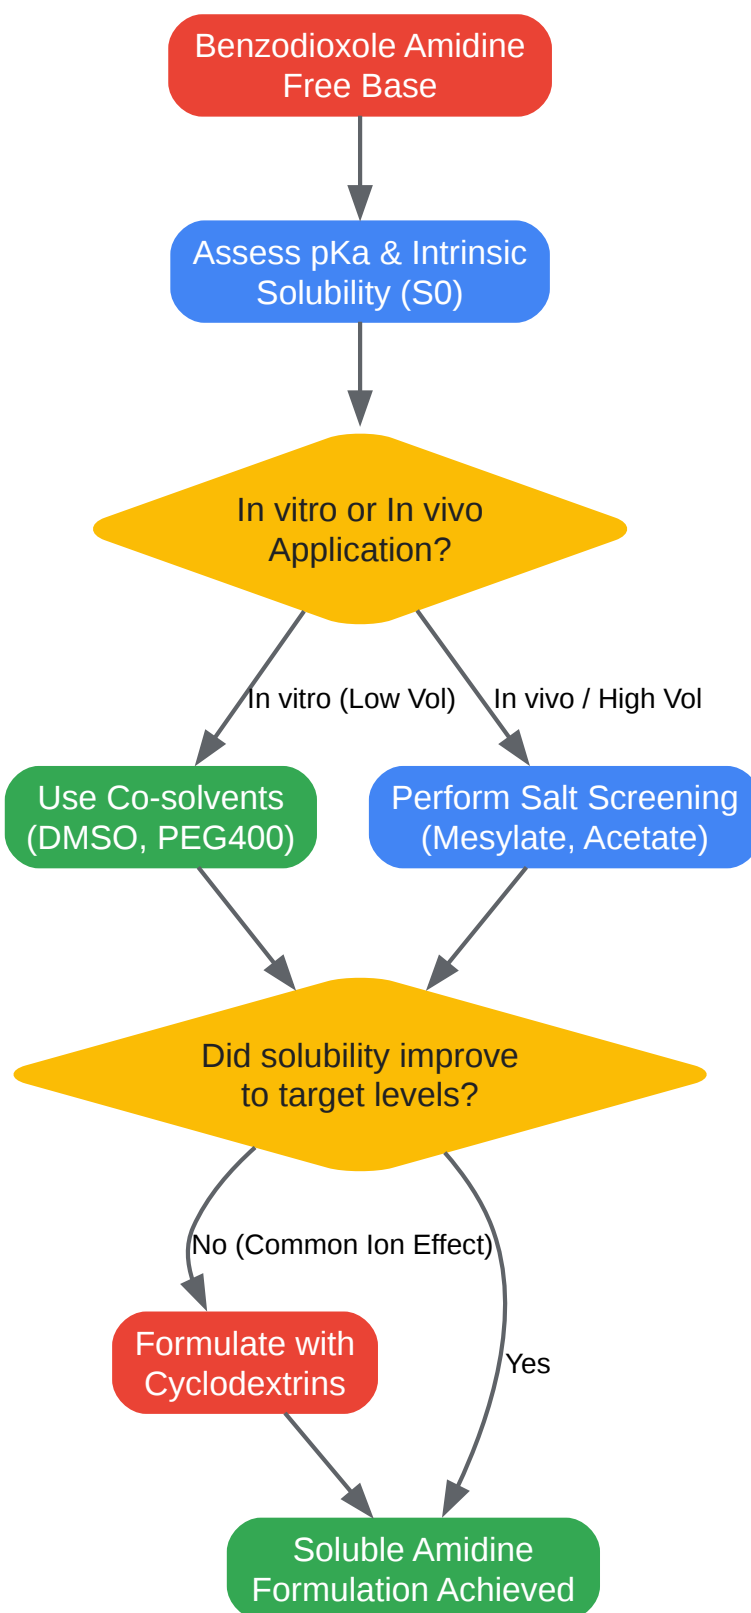 Benzodioxole Amidine
Free Base
Assess pKa & Intrinsic
Solubility (S0)
In vitro or In vivo
Application?
In vitro (Low Vol)
In vivo / High Vol
Use Co-solvents
(DMSO, PEG400)
Perform Salt Screening
(Mesylate, Acetate)
Did solubility improve
to target levels?
No (Common Ion Effect)
Formulate with
Cyclodextrins
Yes
Soluble Amidine
Formulation Achieved